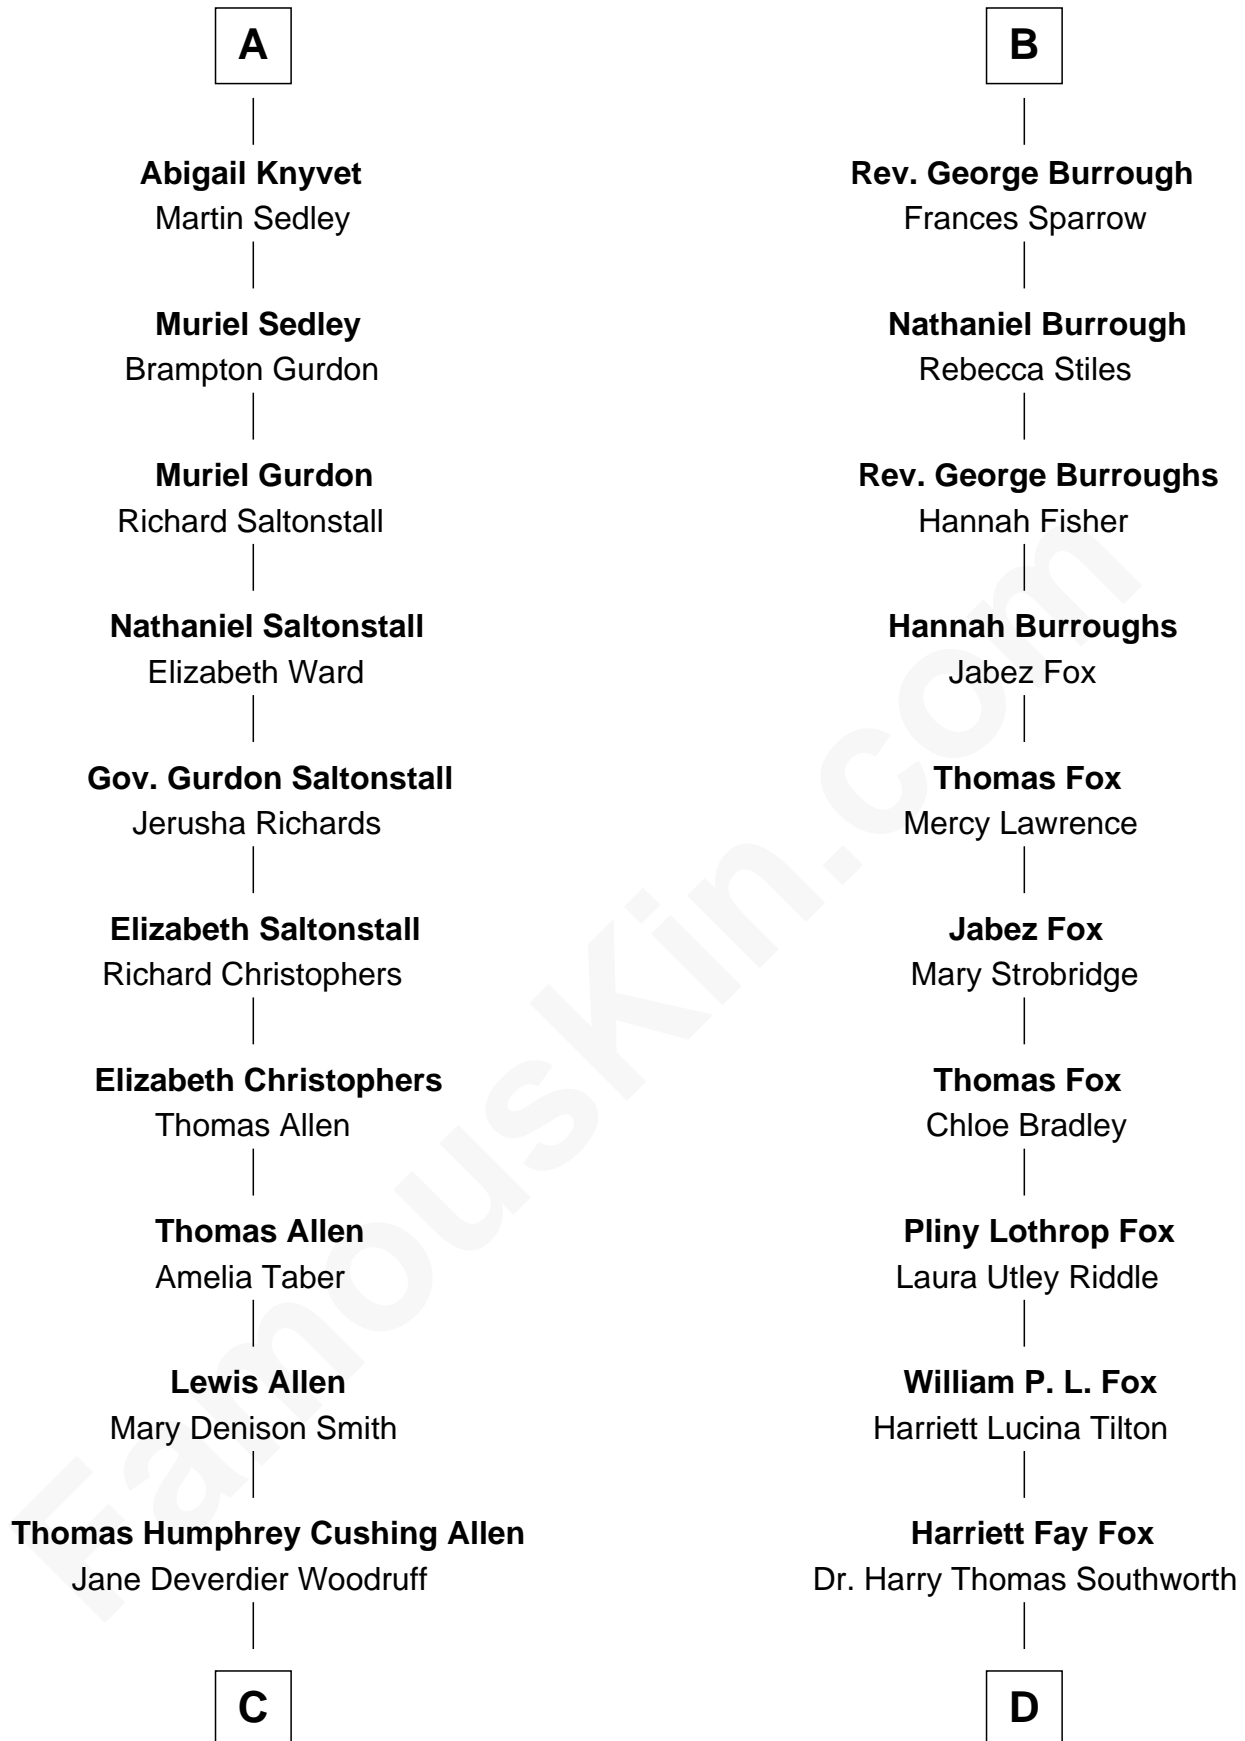 A
Abigail Knyvet
Martin Sedley
Muriel Sedley
Brampton Gurdon
Muriel Gurdon
Richard Saltonstall
Nathaniel Saltonstall
Elizabeth Ward
Gov. Gurdon Saltonstall
Jerusha Richards
Elizabeth Saltonstall
Richard Christophers
Elizabeth Christophers
Thomas Allen
Thomas Allen
Amelia Taber
Lewis Allen
Mary Denison Smith
Thomas Humphrey Cushing Allen
Jane Deverdier Woodruff
C
B
Rev. George Burrough
Frances Sparrow
Nathaniel Burrough
Rebecca Stiles
Rev. George Burroughs
Hannah Fisher
Hannah Burroughs
Jabez Fox
Thomas Fox
Mercy Lawrence
Jabez Fox
Mary Strobridge
Thomas Fox
Chloe Bradley
Pliny Lothrop Fox
Laura Utley Riddle
William P. L. Fox
Harriett Lucina Tilton
Harriett Fay Fox
Dr. Harry Thomas Southworth
D
FamousKin.com